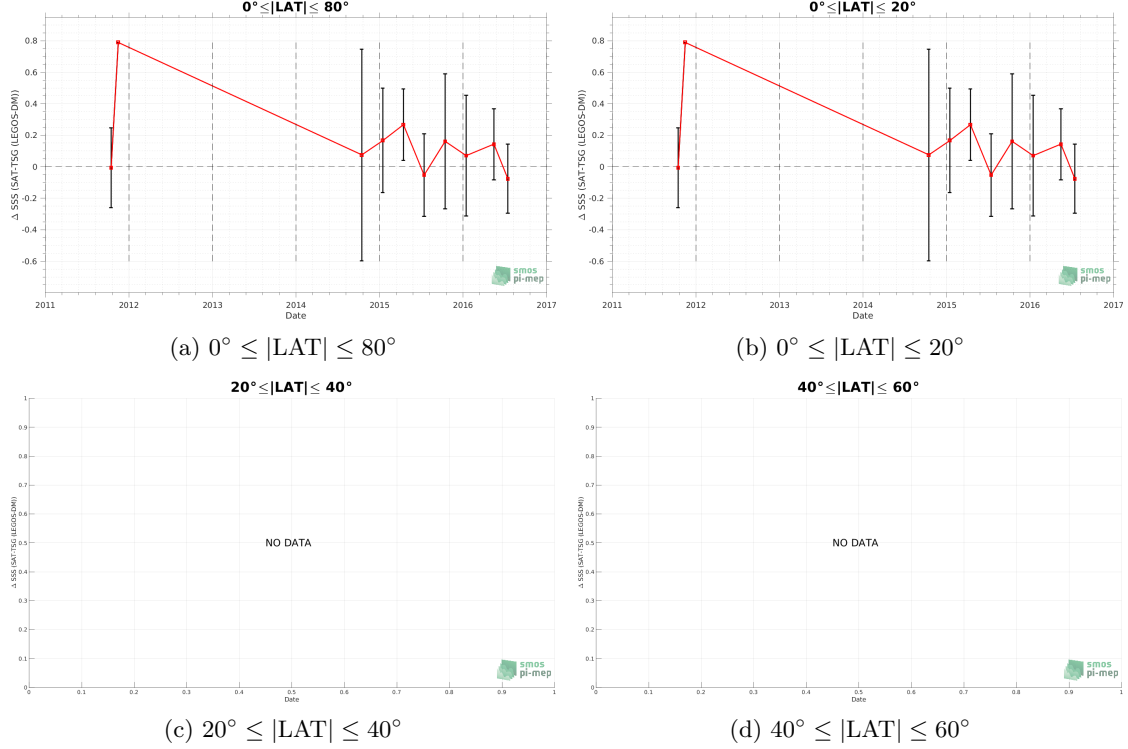 0°≤|LAT|≤ 80°
Δ SSS (SAT-TSG (LEGOS-DM))
0.8
0.6
0.4
0.2
0
-0.2
-0.4
-0.6
2011 2012 2013 2014 2015 2016 2017
Date
smos
pi-mep
(a) 0° ≤ |LAT| ≤ 80°
0°≤|LAT|≤ 20°
Δ SSS (SAT-TSG (LEGOS-DM))
0.8
0.6
0.4
0.2
0
-0.2
-0.4
-0.6
2011 2012 2013 2014 2015 2016 2017
Date
smos
pi-mep
(b) 0° ≤ |LAT| ≤ 20°
20°≤|LAT|≤ 40°
Δ SSS (SAT-TSG (LEGOS-DM))
1
0.9
0.8
0.7
0.6
0.5
0.4
0.3
0.2
0.1
0
NO DATA
0 0.1 0.2 0.3 0.4 0.5 0.6 0.7 0.8 0.9 1
Date
smos
pi-mep
(c) 20° ≤ |LAT| ≤ 40°
40°≤|LAT|≤ 60°
Δ SSS (SAT-TSG (LEGOS-DM))
1
0.9
0.8
0.7
0.6
0.5
0.4
0.3
0.2
0.1
0
NO DATA
0 0.1 0.2 0.3 0.4 0.5 0.6 0.7 0.8 0.9 1
Date
smos
pi-mep
(d) 40° ≤ |LAT| ≤ 60°